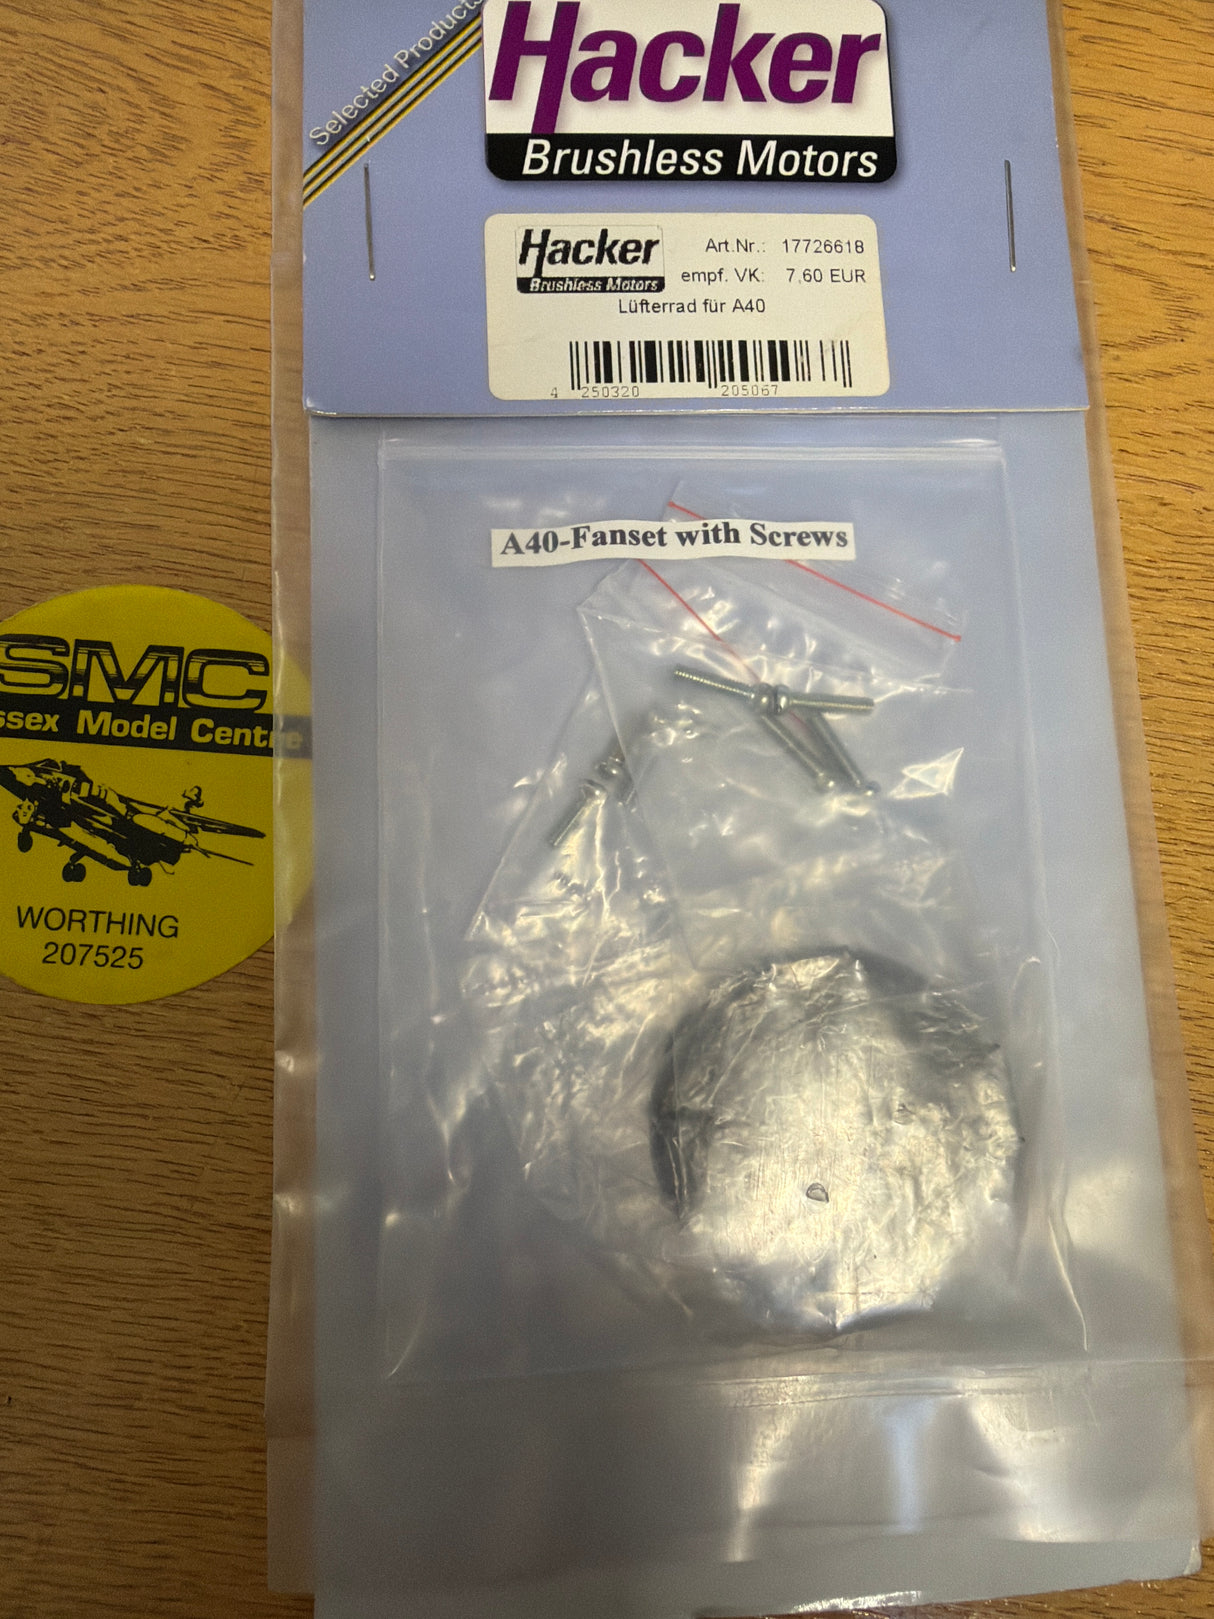 Selected Products
Hacker
Brushless Motors
Hacker
Brushless Motors
Art.Nr.: 17726618
empf. VK: 7,60 EUR
Lüfterrad für A40
4 250320 205067
A40-Fanset with Screws
SMC
ssex Model Centre
WORTHING
207525